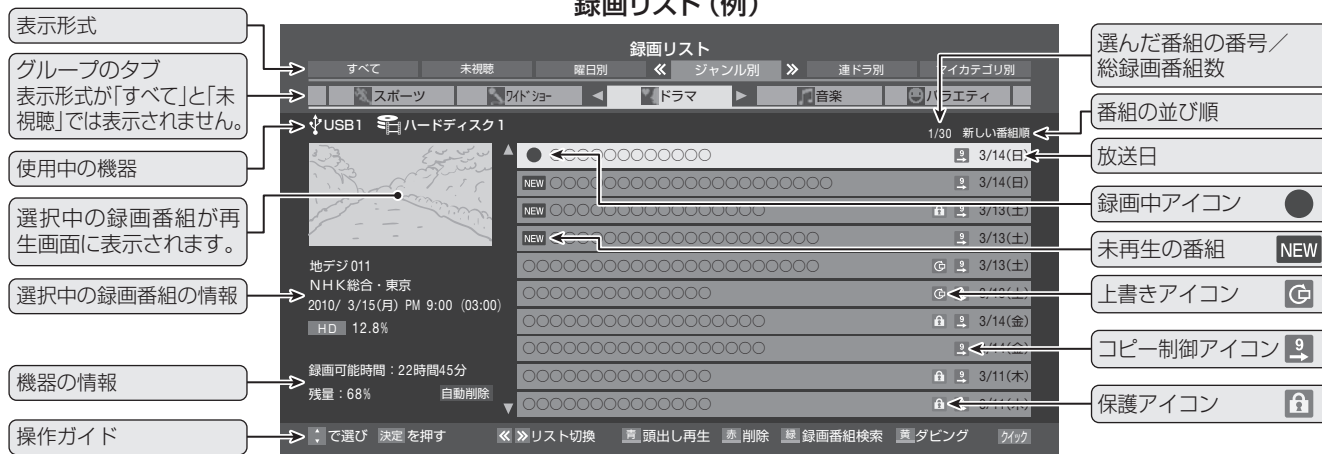 録画リスト(例)
表示形式
グループのタブ
表示形式が「すべて」と「未
視聴」では表示されません。
使用中の機器
選択中の録画番組が再
生画面に表示されます。
選択中の録画番組の情報
機器の情報
操作ガイド
録画リスト
すべて 未視聴 曜日別 ≪ ジャンル別 ≫ 連ドラ別 マイカテゴリ別
スポーツ ワイドショー ◀ ドラマ ▶ 音楽 バラエティ
USB1 ハードディスク1
1/30 新しい番組順
● ○○○○○○○○○○○○ 9 3/14(日)
NEW ○○○○○○○○○○○○○○○○○○○○○ 9 3/14(日)
NEW ○○○○○○○○○○○○○○○○ 9 3/13(土)
NEW ○○○○○○○○○○○○○○○○○○○○ 9 3/13(土)
○○○○○○○○○○○○○○○○○○○○○○ G 9 3/13(土)
○○○○○○○○○○○○○○ G
○○○○○○○○○○○○○○○○○○ 9 3/14(金)
○○○○○○○○○○○○○○○○○○ 9
○○○○○○○○○○○○○○ 9 3/11(木)
○○○○○○○○○○○○○○
地デジ 011
NHK総合・東京
2010/ 3/15(月) PM 9:00 (03:00)
HD 12.8%
録画可能時間:22時間45分
残量:68% 自動削除
で選び 決定 を押す ≪ ≫リスト切換 青 頭出し再生 赤 削除 緑 録画番組検索 黄 ダビング クイック
選んだ番組の番号/
総録画番組数
番組の並び順
放送日
録画中アイコン ●
未再生の番組 NEW
上書きアイコン G
コピー制御アイコン 9
保護アイコン